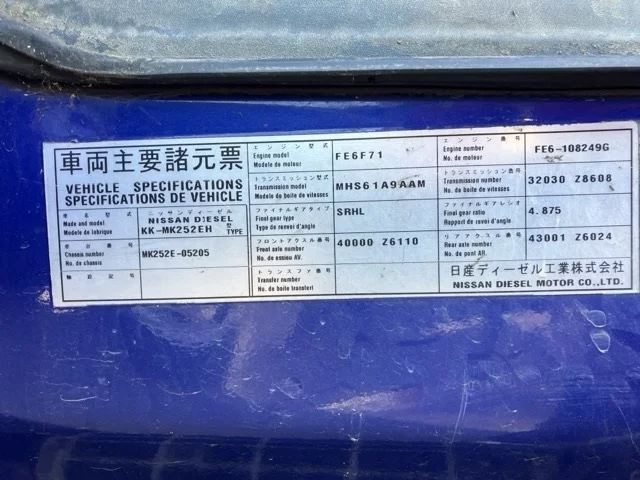 車両主要諸元票
VEHICLE SPECIFICATIONS
SPECIFICATIONS DE VEHICLE
車名型式
Made and model
Modele de fabrique
ニッサンディーゼル
NISSAN DIESEL
KK-MK252EH 型 TYPE
車台番号
Chassis number
No. de chassis
MK252E-05205
エンジン型式
Engine model
Modele de moteur
FE6F71
エンジン番号
Engine number
No. de moteur
FE6-108249G
トランスミッション型式
Transmission model
Modele de boite de vitesses
MHS61A9AAM
トランスミッション番号
Transmission number
No. de boite de vitesses
32030 Z8608
ファイナルギアタイプ
Final gear type
Type de renvoi d'angle
SRHL
ファイナルギアレシオ
Final gear ratio
Rapport de ravoi d'angle
4.875
フロントアクスル番号
Front axle number
No. de essieu AV.
40000 Z6110
リアアクスル番号
Rear axle number
No. de pont AR.
43001 Z6024
トランスファ番号
Transfer number
No. de boite transfert
日産ディーゼル工業株式会社
NISSAN DIESEL MOTOR CO.,LTD.